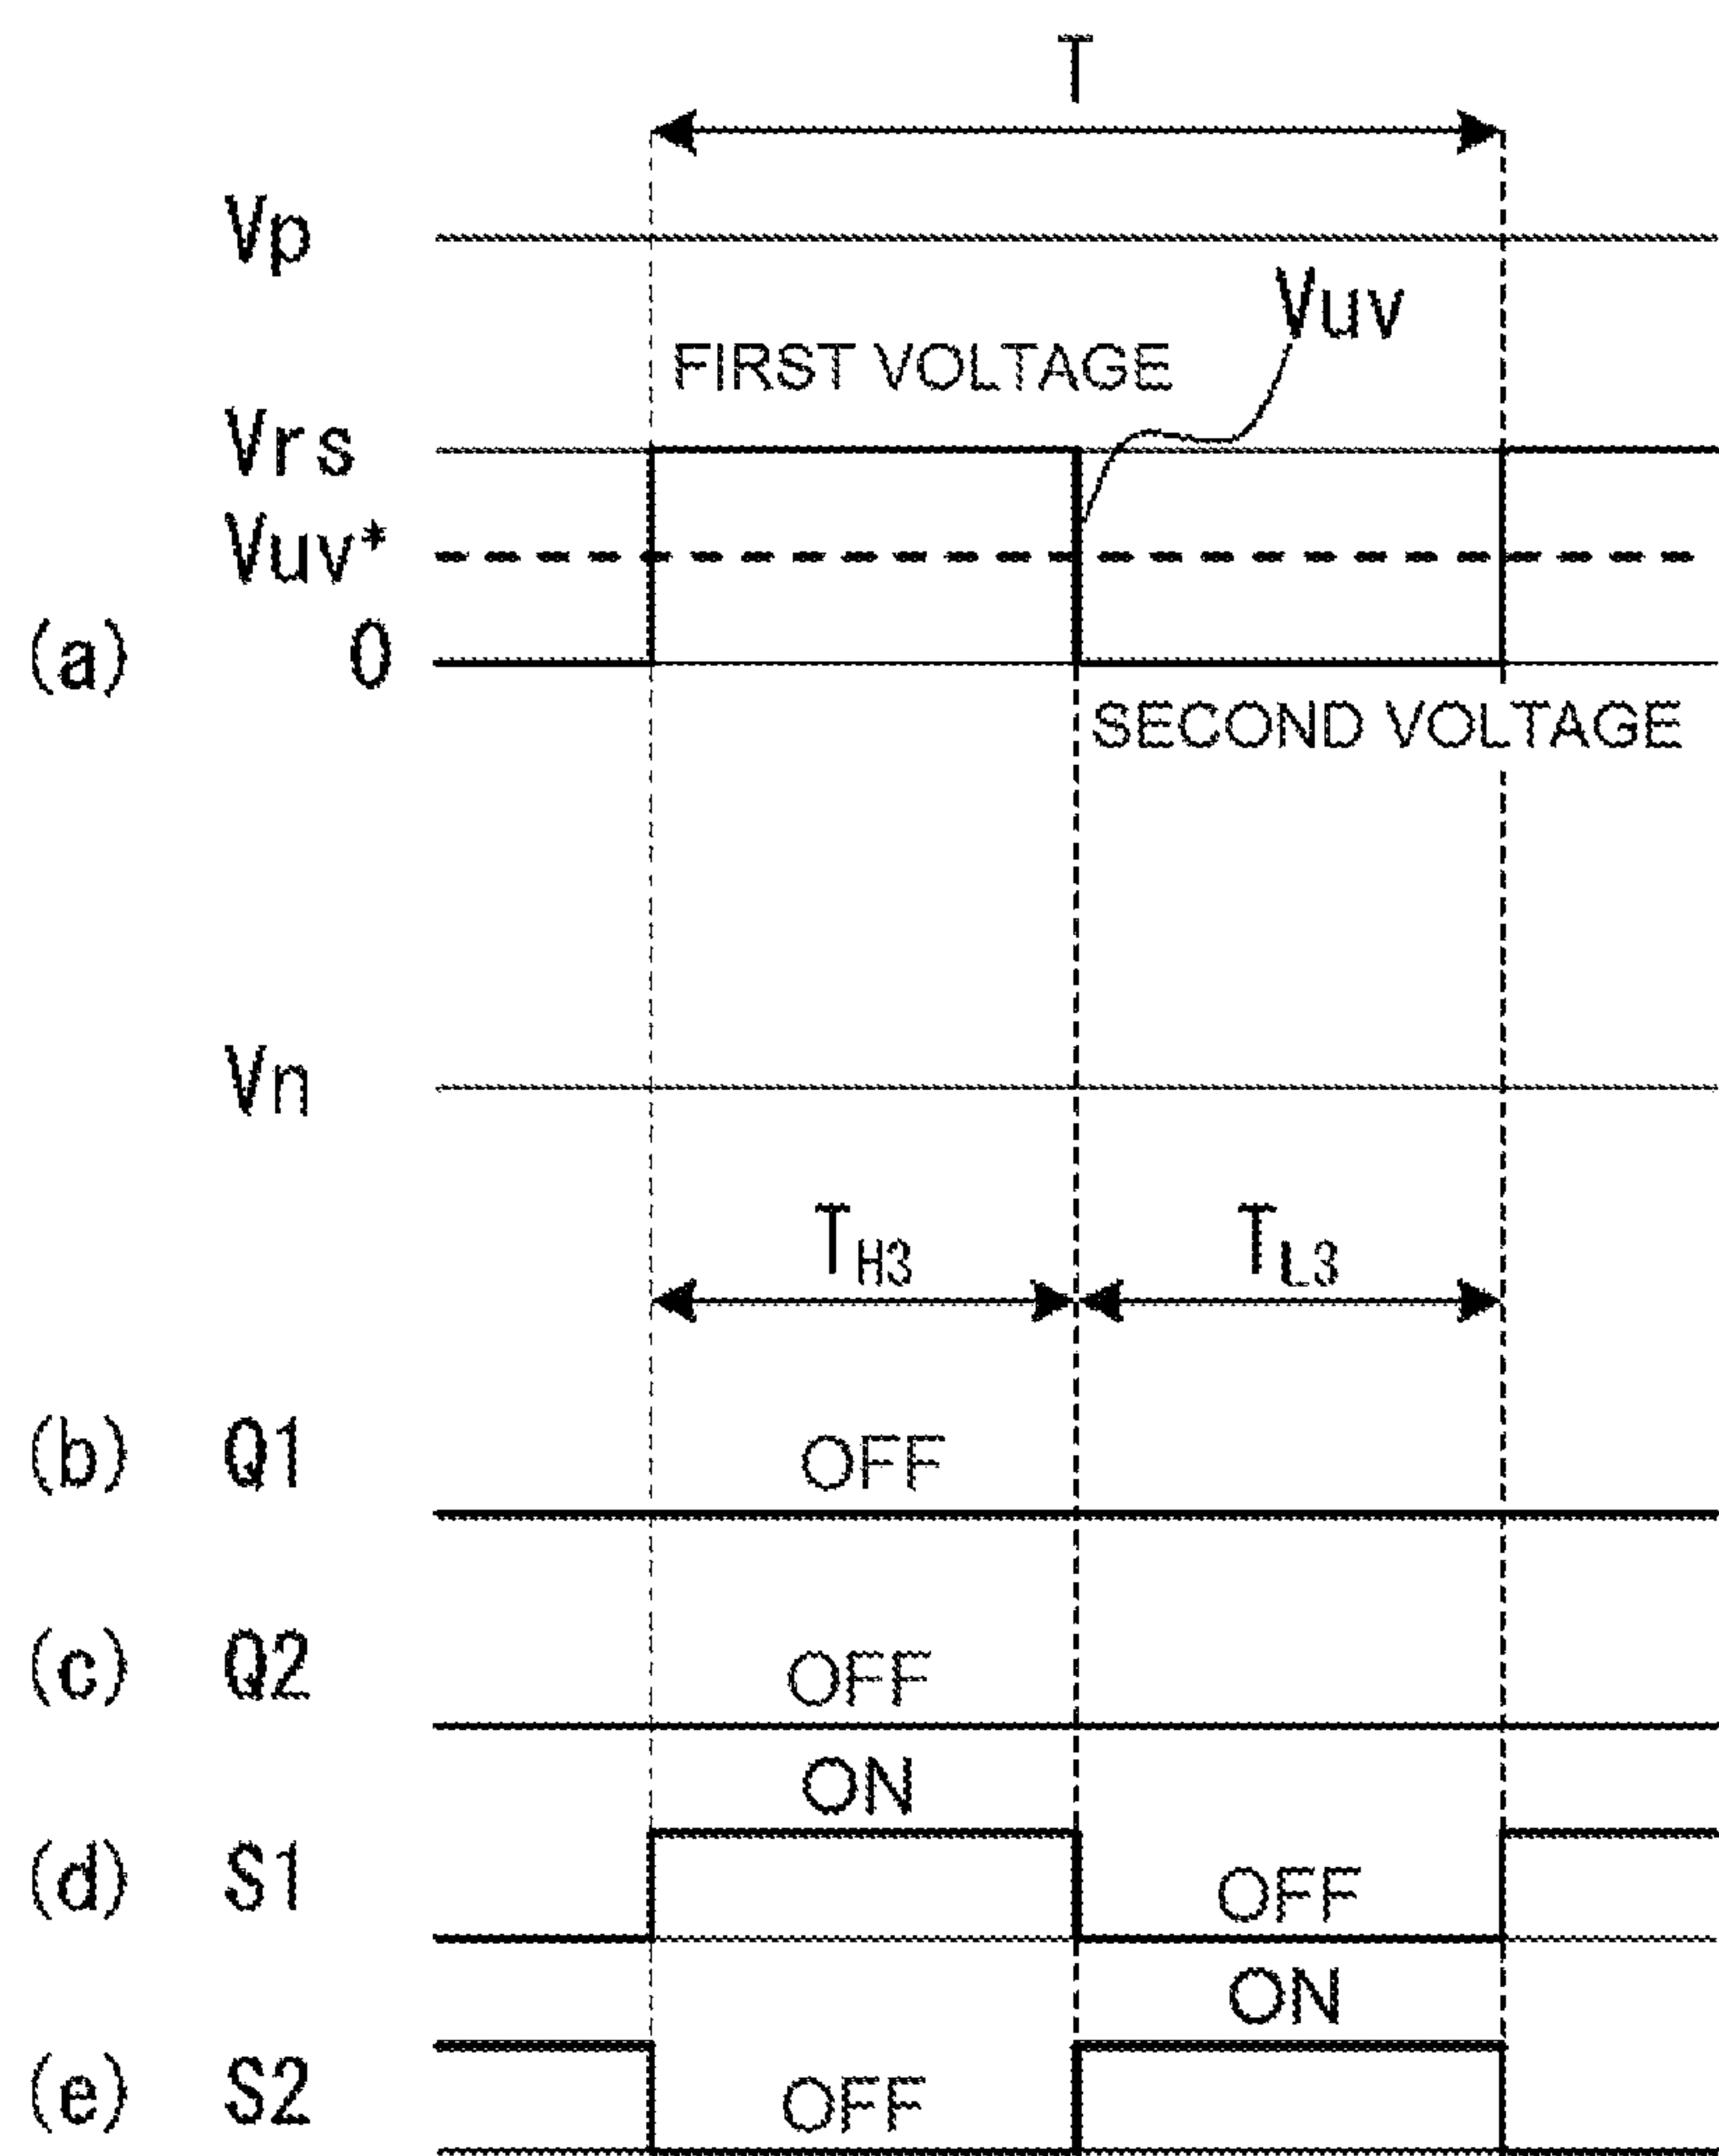 T
Vp
Vuv
FIRST VOLTAGE
Vrs
Vuv*
(a) 0
SECOND VOLTAGE
Vn
TH3 TL3
(b) Q1 OFF
(c) Q2 OFF
ON
(d) S1 OFF
ON
(e) S2 OFF